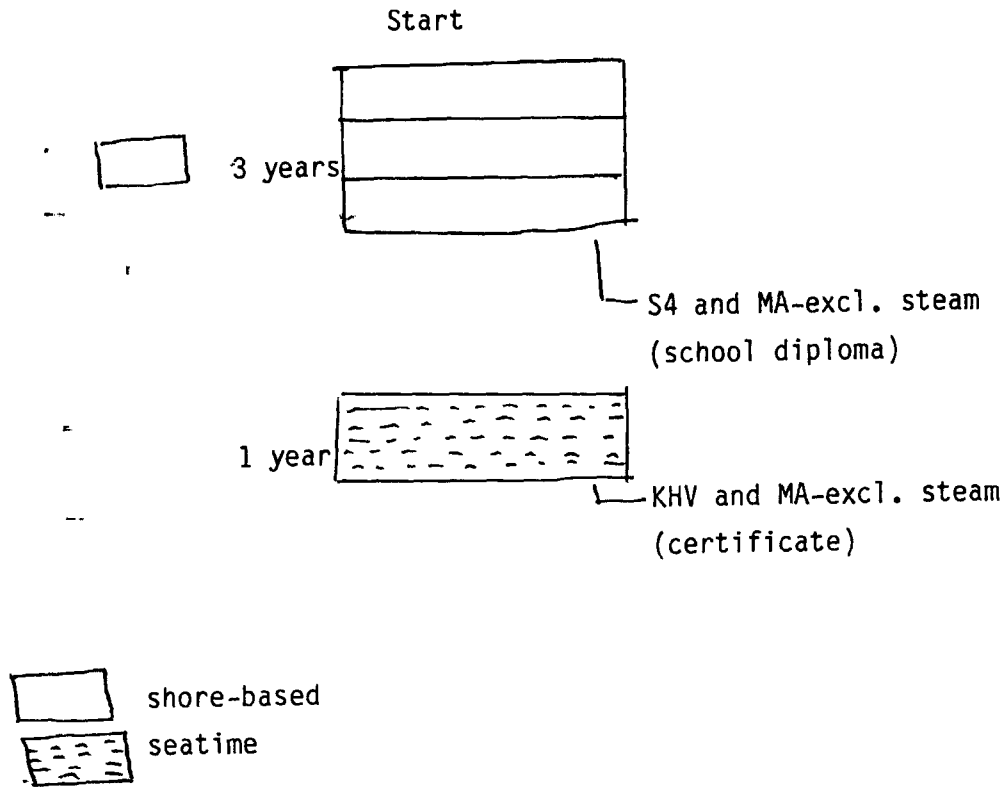 Start
3 years
S4 and MA-excl. steam
(school diploma)
1 year
KHV and MA-excl. steam
(certificate)
shore-based
seatime